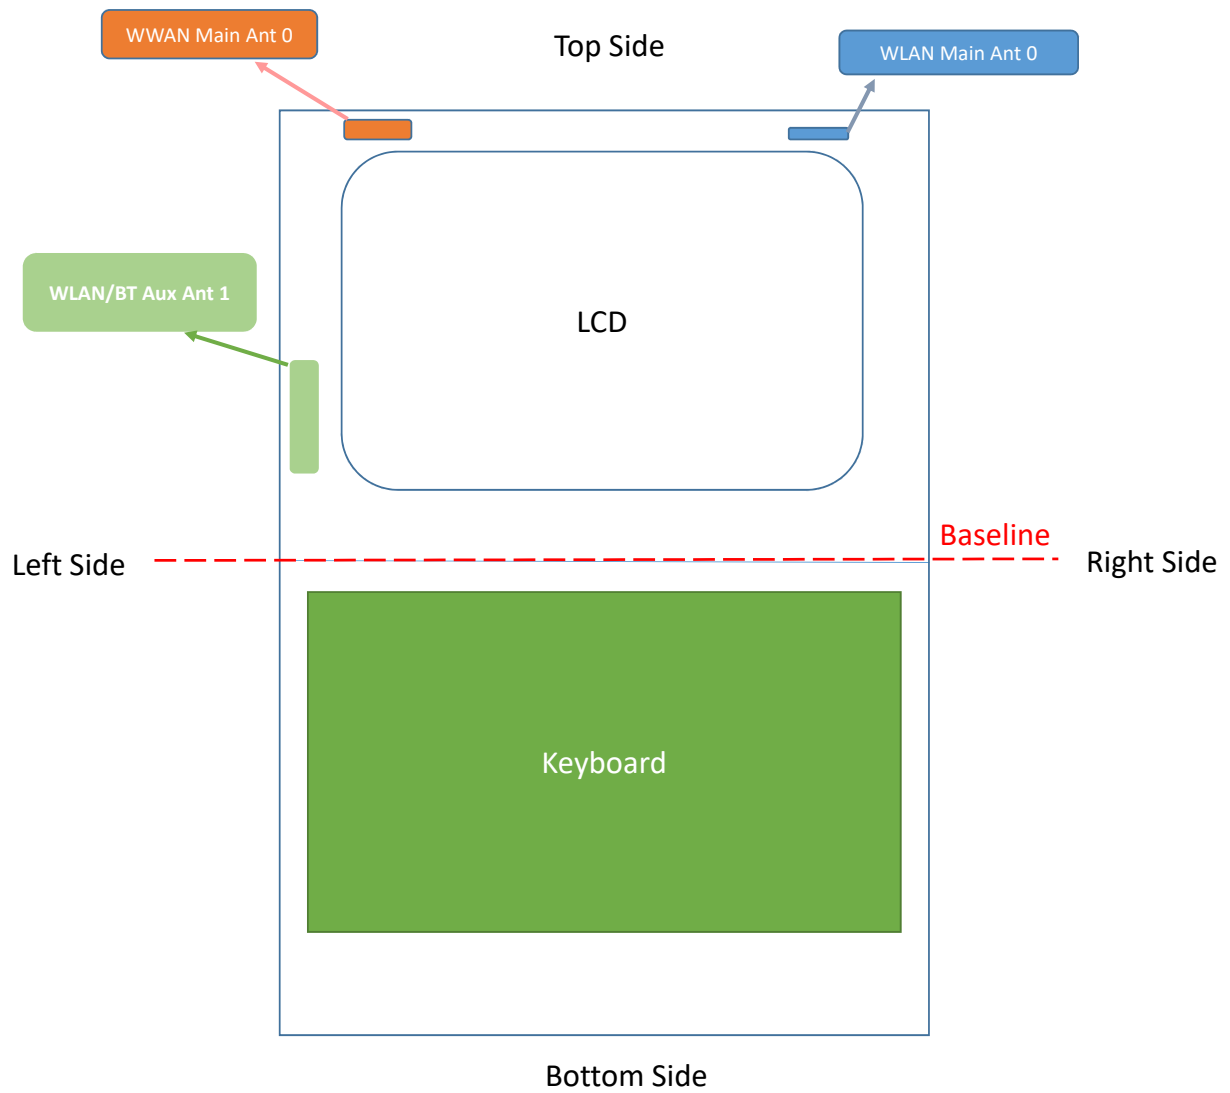 WWAN Main Ant 0
Top Side
WLAN Main Ant 0
WLAN/BT Aux Ant 1
LCD
Baseline
Left Side
Right Side
Keyboard
Bottom Side